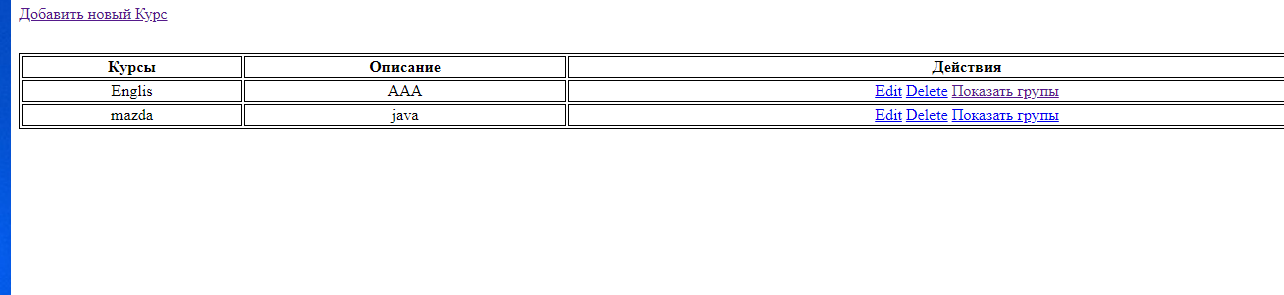 Добавить новый Курс
Курсы Описание Действия
Englis AAA Edit Delete Показать групы
mazda java Edit Delete Показать групы